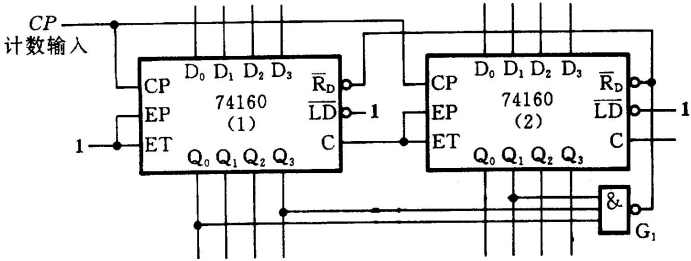 CP
计数输入
D₀ D₁ D₂ D₃
CP
EP
ET
74160
(1)
R̅D
L̅D̅
C
Q₀ Q₁ Q₂ Q₃
1
1
D₀ D₁ D₂ D₃
CP
EP
ET
74160
(2)
R̅D
L̅D̅
C
Q₀ Q₁ Q₂ Q₃
1
&
G₁